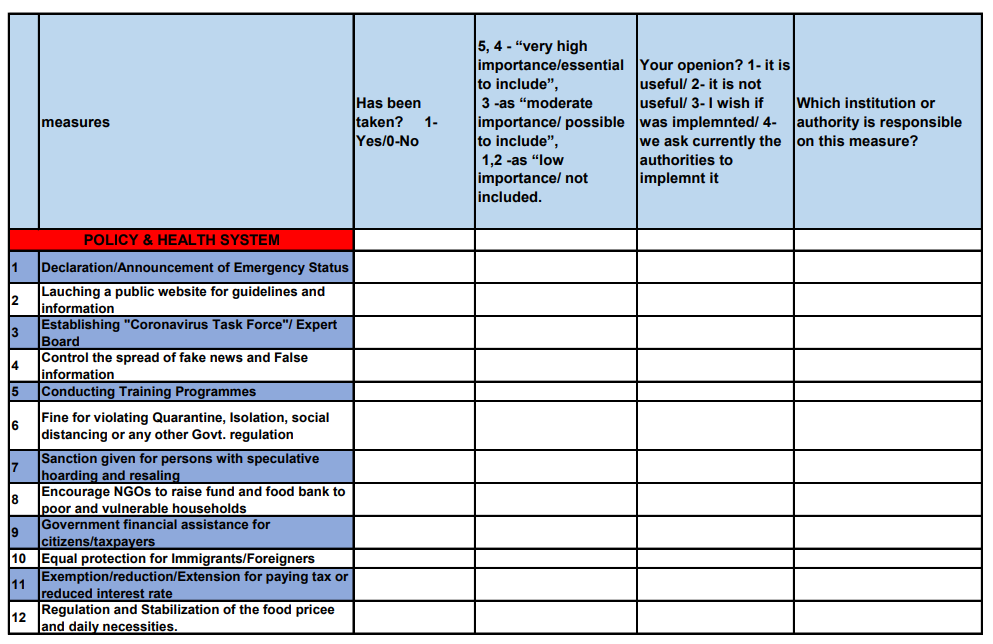 measures
Has been
taken? 1-
Yes/0-No
5, 4 - “very high
importance/essential
to include”,
3 -as “moderate
importance/ possible
to include”,
1,2 -as “low
importance/ not
included.
Your openion? 1- it is
useful/ 2- it is not
useful/ 3- I wish if
was implemnted/ 4-
we ask currently the
authorities to
implemnt it
Which institution or
authority is responsible
on this measure?
POLICY & HEALTH SYSTEM
1 Declaration/Announcement of Emergency Status
2 Lauching a public website for guidelines and
information
3 Establishing "Coronavirus Task Force"/ Expert
Board
4 Control the spread of fake news and False
information
5 Conducting Training Programmes
6 Fine for violating Quarantine, Isolation, social
distancing or any other Govt. regulation
7 Sanction given for persons with speculative
hoarding and resaling
8 Encourage NGOs to raise fund and food bank to
poor and vulnerable households
9 Government financial assistance for
citizens/taxpayers
10 Equal protection for Immigrants/Foreigners
11 Exemption/reduction/Extension for paying tax or
reduced interest rate
12 Regulation and Stabilization of the food pricee
and daily necessities.